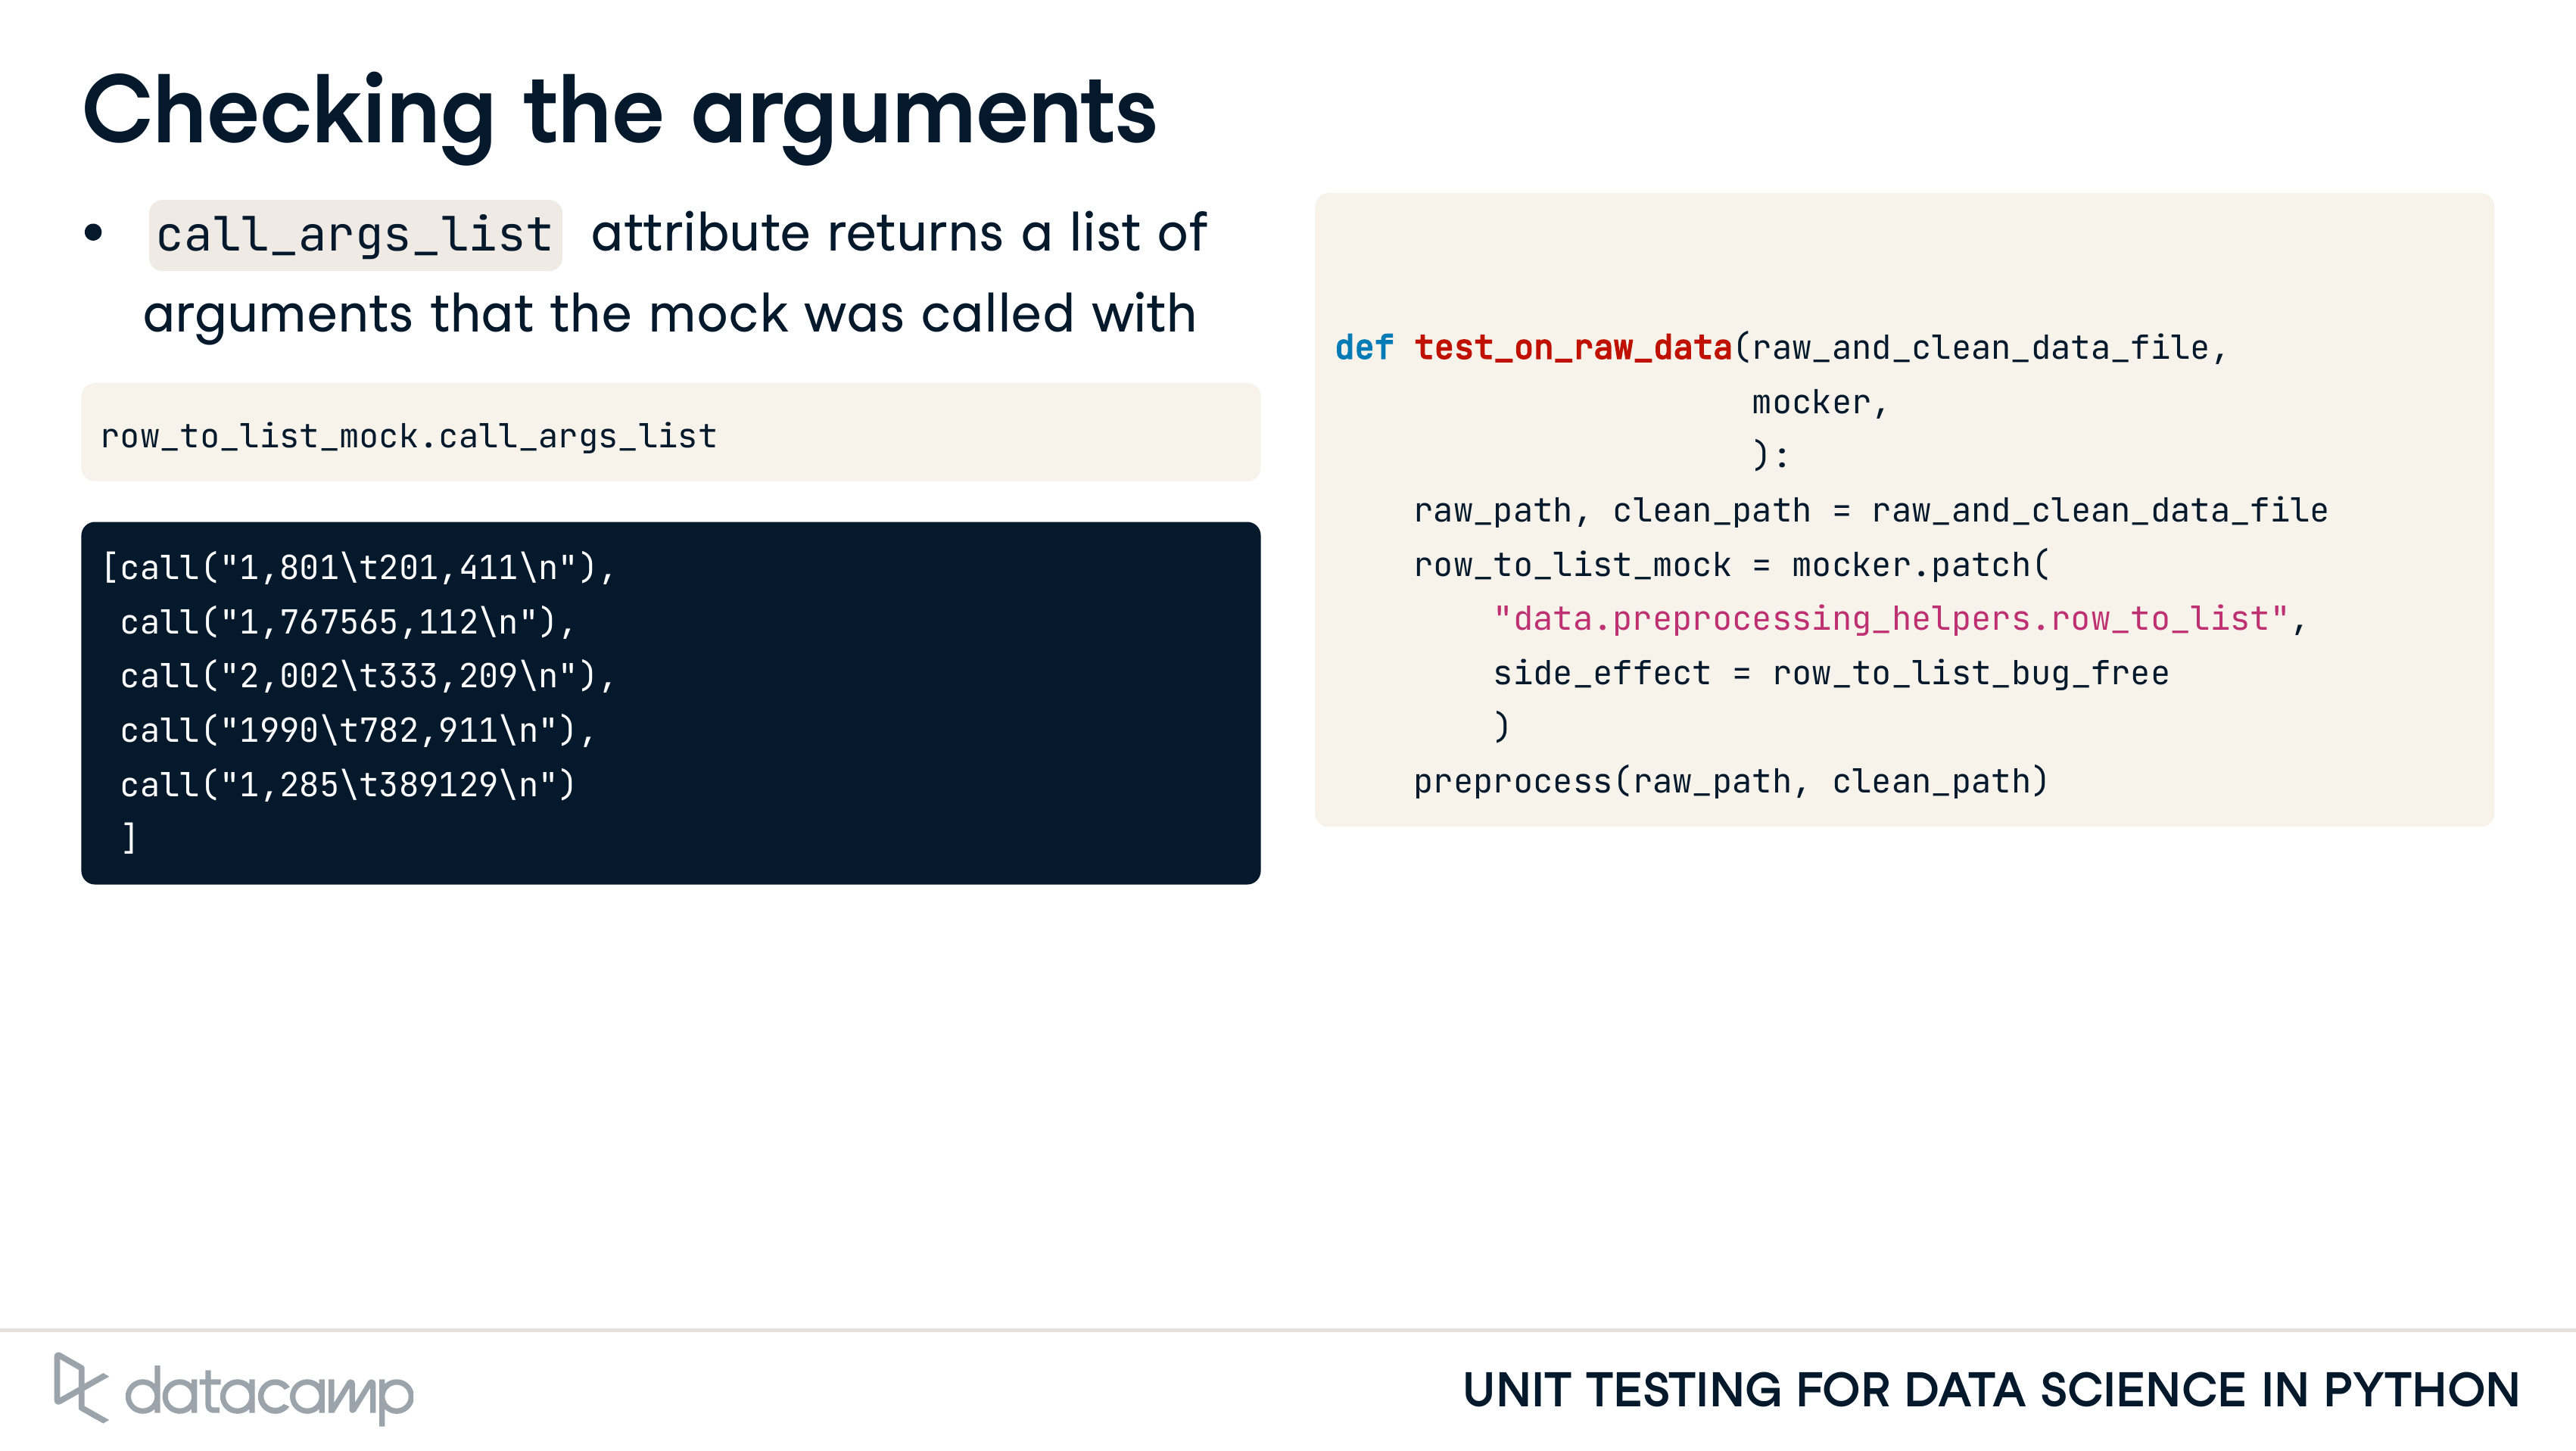 Checking the arguments
• call_args_list attribute returns a list of
arguments that the mock was called with
row_to_list_mock.call_args_list
[call("1,801\t201,411\n"),
 call("1,767565,112\n"),
 call("2,002\t333,209\n"),
 call("1990\t782,911\n"),
 call("1,285\t389129\n")
 ]
def test_on_raw_data(raw_and_clean_data_file,
                     mocker,
                     ):
    raw_path, clean_path = raw_and_clean_data_file
    row_to_list_mock = mocker.patch(
        "data.preprocessing_helpers.row_to_list",
        side_effect = row_to_list_bug_free
        )
    preprocess(raw_path, clean_path)
datacamp
UNIT TESTING FOR DATA SCIENCE IN PYTHON